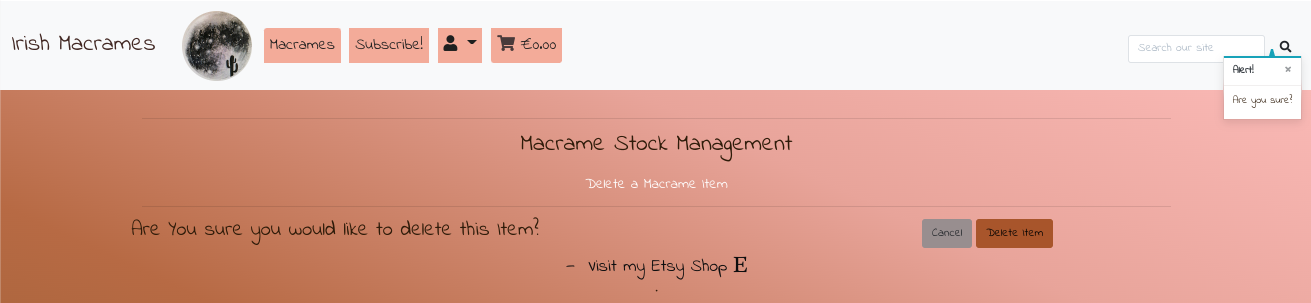 Irish Macrames
Macrames
Subscribe!
€0.00
Search our site
Alert!
×
Are you sure?
Macrame Stock Management
Delete a Macrame Item
Are You sure you would like to delete this Item?
Cancel
Delete Item
- Visit my Etsy Shop E
.